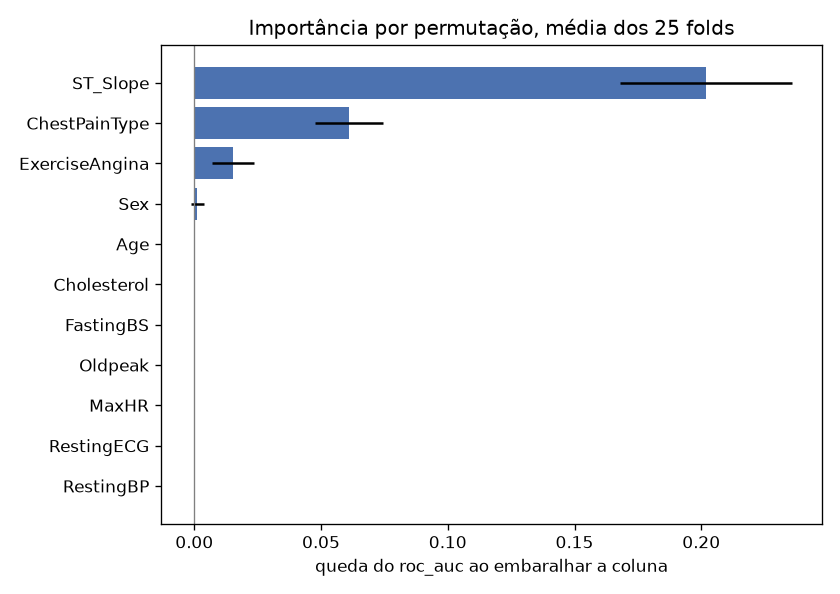 Importância por permutação, média dos 25 folds
ST_Slope
ChestPainType
ExerciseAngina
Sex
Age
Cholesterol
FastingBS
Oldpeak
MaxHR
RestingECG
RestingBP
0.00 0.05 0.10 0.15 0.20
queda do roc_auc ao embaralhar a coluna